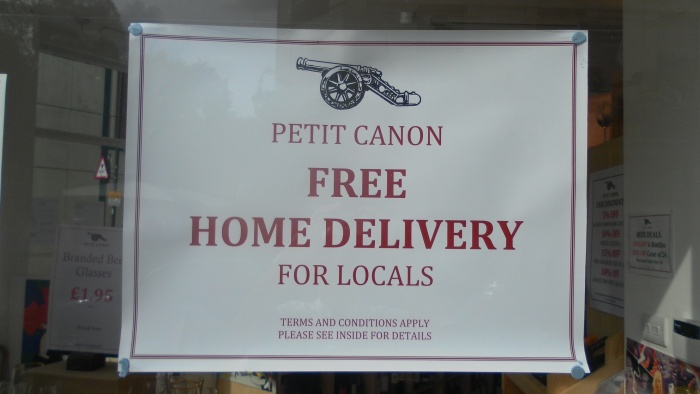 PETIT CANON
FREE
HOME DELIVERY
FOR LOCALS
TERMS AND CONDITIONS APPLY
PLEASE SEE INSIDE FOR DETAILS
Branded Beer
Glasses
£1.95